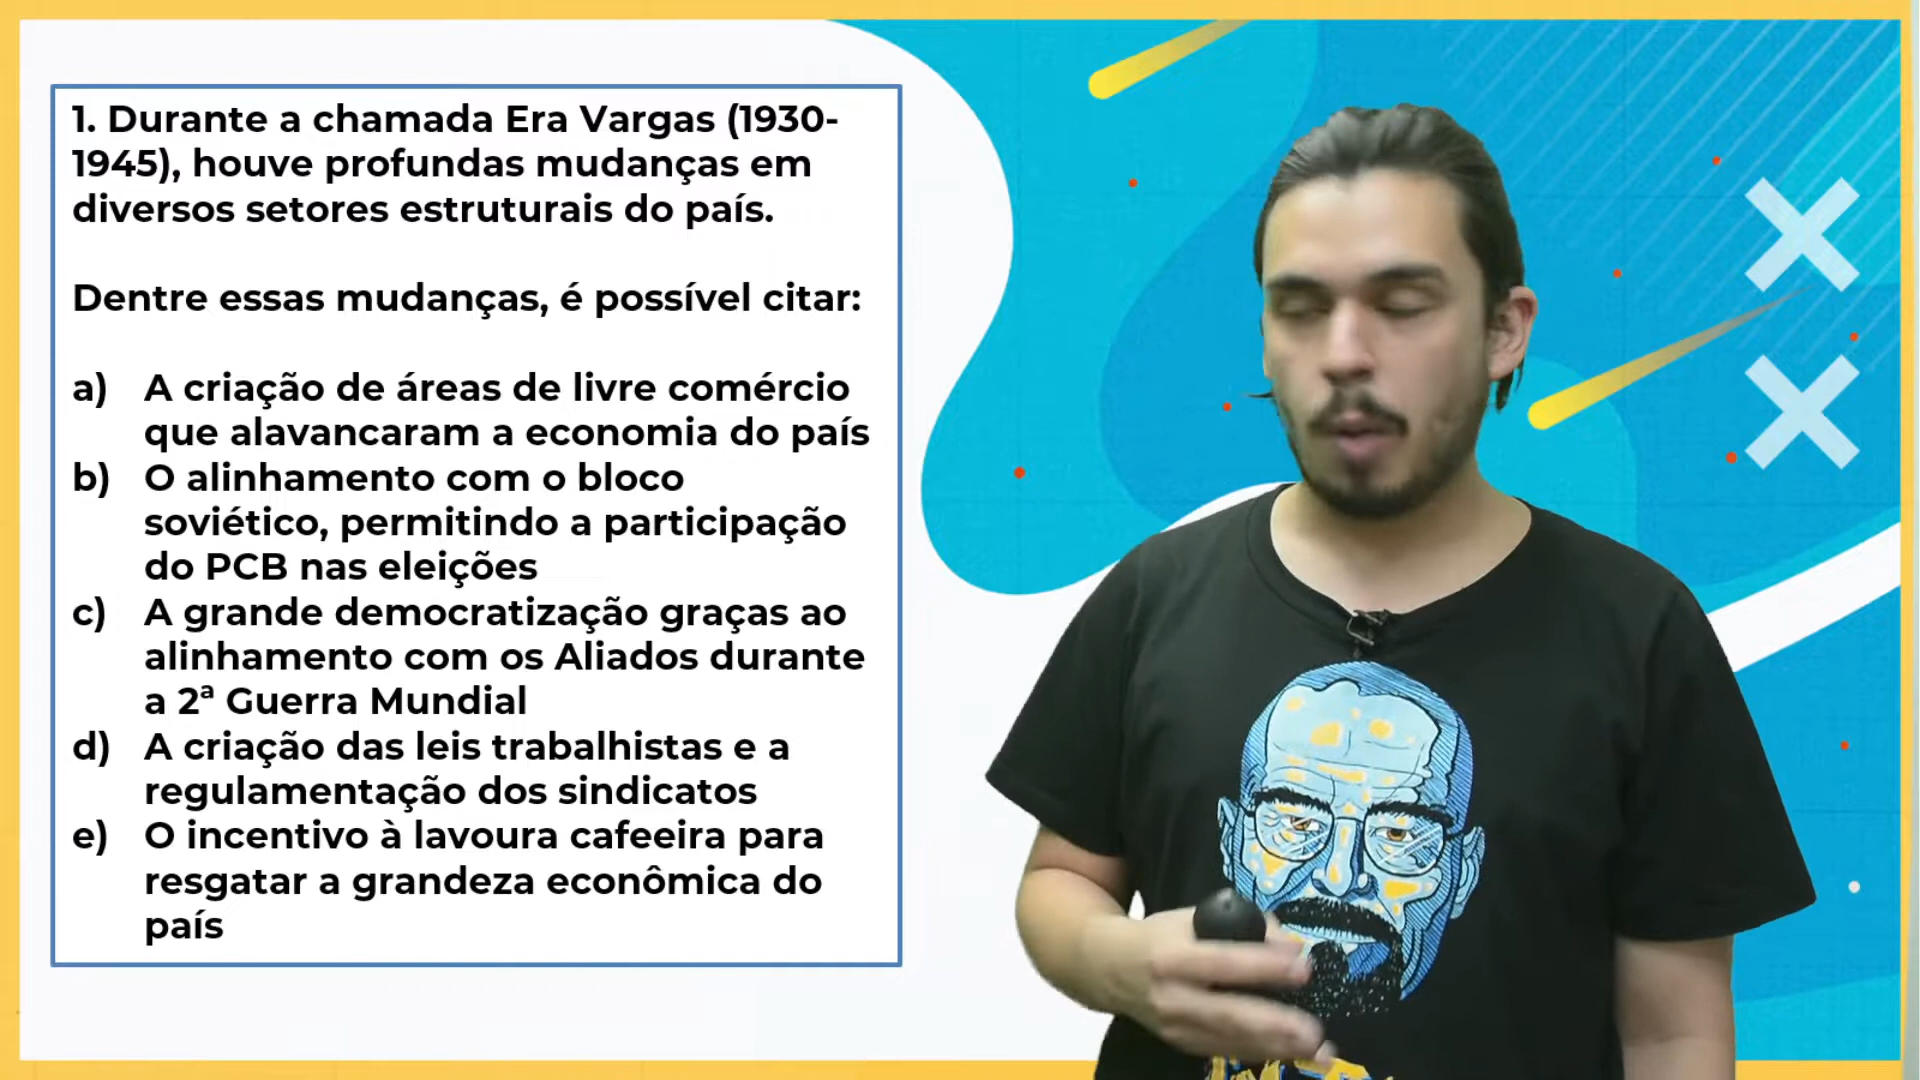 1. Durante a chamada Era Vargas (1930-
1945), houve profundas mudanças em
diversos setores estruturais do país.
Dentre essas mudanças, é possível citar:
a) A criação de áreas de livre comércio
que alavancaram a economia do país
b) O alinhamento com o bloco
soviético, permitindo a participação
do PCB nas eleições
c) A grande democratização graças ao
alinhamento com os Aliados durante
a 2ª Guerra Mundial
d) A criação das leis trabalhistas e a
regulamentação dos sindicatos
e) O incentivo à lavoura cafeeira para
resgatar a grandeza econômica do
país